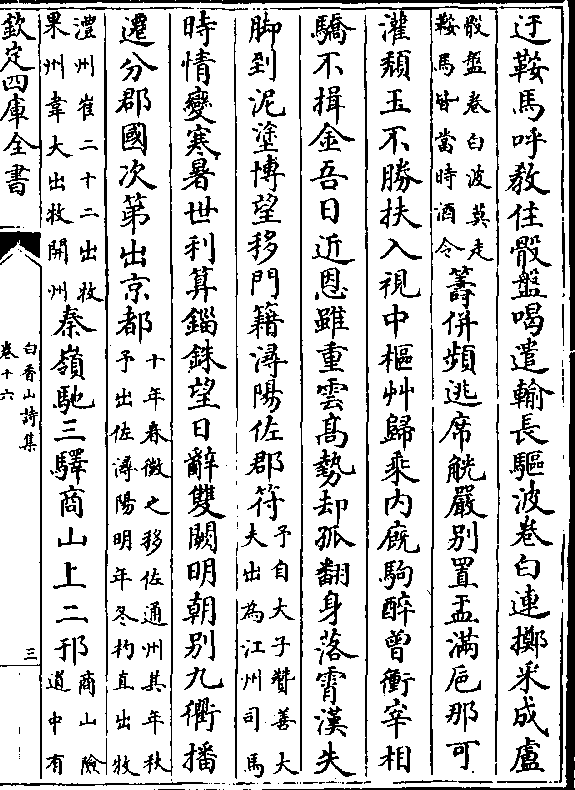 迂鞍馬呼教住骰盤喝遣輸長驅波卷白連擲采成盧
骰盤卷白波莫走鞍馬皆當時酒令籌併頻逃席觥嚴别置盂滿巵那可
灌頹玉不勝扶入視中樞艸歸乘内廐駒醉曾衝宰相
驕不揖金吾日近恩雖重雲髙勢却孤翻身落霄漢失
脚到泥塗博望移門籍潯陽佐郡符予自太子贊善大夫出為江州司馬
時情變寒暑世利算錙銖望日辭雙闕明朝别九衢播
遷分郡國次第出京都十年春微之移佐通州其年秋予出佐潯陽明年冬杓直出牧
澧州崔二十二出牧果州韋大出牧開州秦嶺馳三驛商山上二邘商山險道中有
欽定四庫全書
白香山詩集
卷十六
三